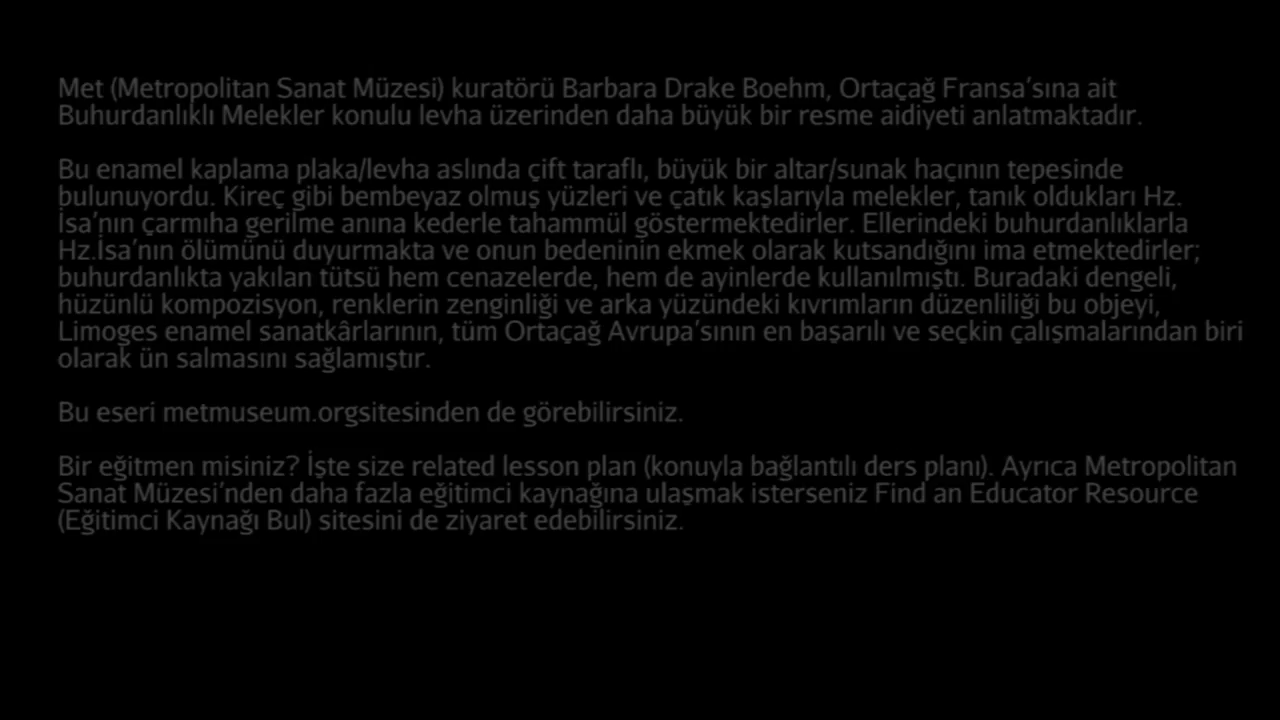 Met (Metropolitan Sanat Müzesi) kuratörü Barbara Drake Boehm, Ortaçağ Fransa’sına ait
Buhurdanlıklı Melekler konulu levha üzerinden daha büyük bir resme aidiyeti anlatmaktadır.
Bu enamel kaplama plaka/levha aslında çift taraflı, büyük bir altar/sunak haçının tepesinde
bulunuyordu. Kireç gibi bembeyaz olmuş yüzleri ve çatık kaşlarıyla melekler, tanık oldukları Hz.
İsa’nın çarmıha gerilme anına kederle tahammül göstermektedirler. Ellerindeki buhurdanlıklarla
Hz.İsa’nın ölümünü duyurmakta ve onun bedeninin ekmek olarak kutsandığını ima etmektedirler;
buhurdanlıkta yakılan tütsü hem cenazelerde, hem de ayinlerde kullanılmıştı. Buradaki dengeli,
hüzünlü kompozisyon, renklerin zenginliği ve arka yüzündeki kıvrımların düzenliliği bu objeyi,
Limoges enamel sanatkârlarının, tüm Ortaçağ Avrupa’sının en başarılı ve seçkin çalışmalarından biri
olarak ün salmasını sağlamıştır.
Bu eseri metmuseum.orgsitesinden de görebilirsiniz.
Bir eğitmen misiniz? İşte size related lesson plan (konuyla bağlantılı ders planı). Ayrıca Metropolitan
Sanat Müzesi’nden daha fazla eğitimci kaynağına ulaşmak isterseniz Find an Educator Resource
(Eğitimci Kaynağı Bul) sitesini de ziyaret edebilirsiniz.